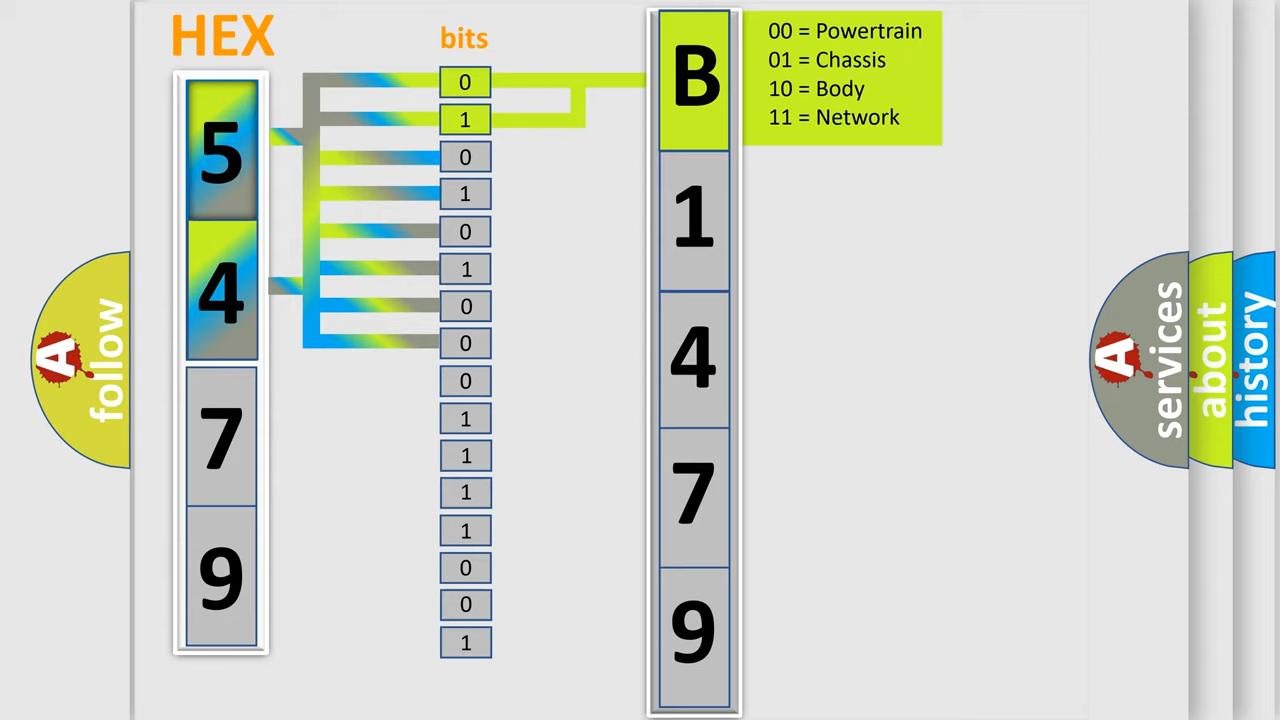 HEX
bits
5
4
7
9
0
1
0
1
0
1
0
0
0
1
1
1
1
0
0
1
B
1
4
7
9
00 = Powertrain
01 = Chassis
10 = Body
11 = Network
A
follow
A
services
about
history